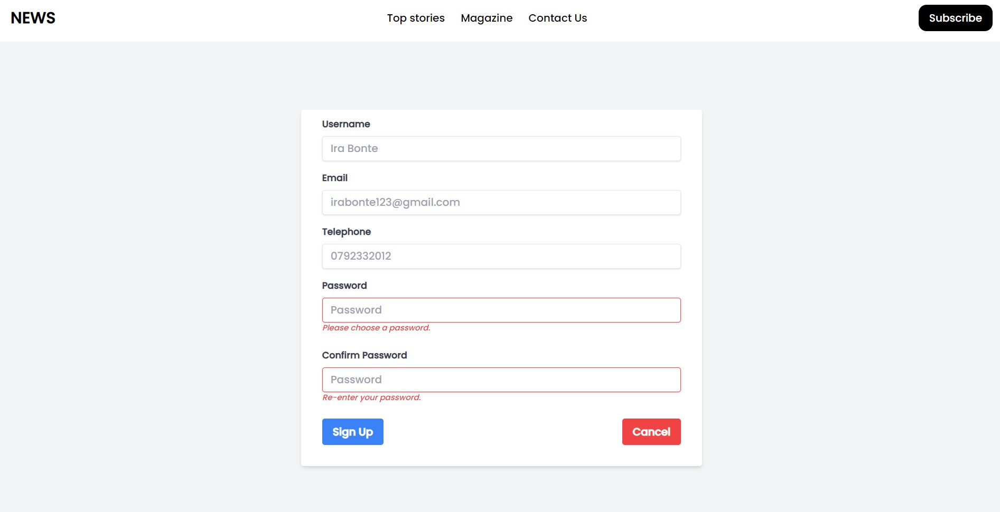 NEWS
Top stories Magazine Contact Us
Subscribe
Username
Ira Bonte
Email
irabonte123@gmail.com
Telephone
0792332012
Password
Password
Please choose a password.
Confirm Password
Password
Re-enter your password.
Sign Up
Cancel